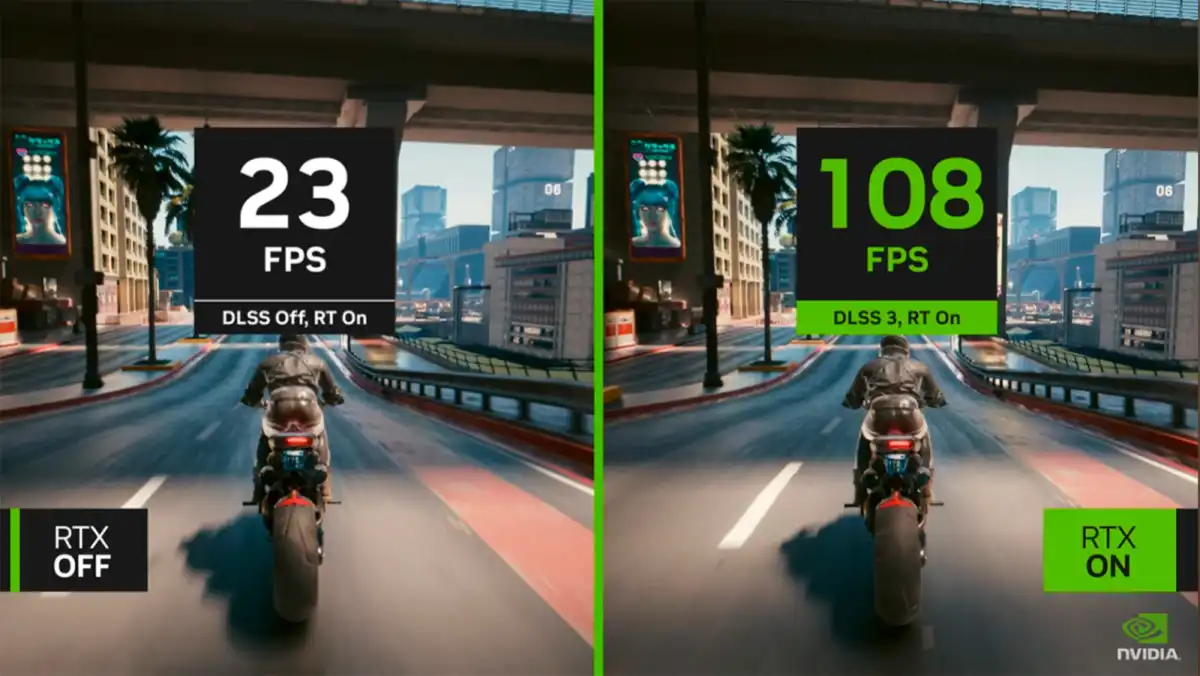 23
FPS
DLSS Off, RT On
06
RTX
OFF
108
FPS
DLSS 3, RT On
06
RTX
ON
NVIDIA